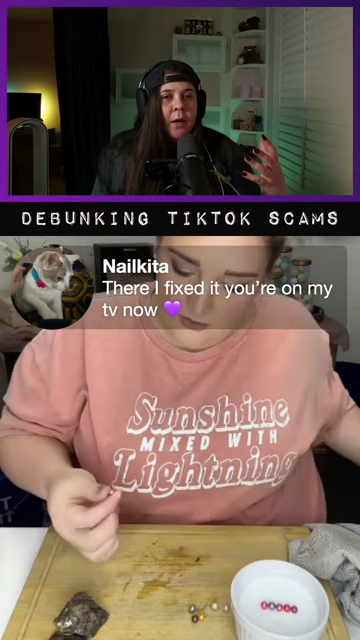 DEBUNKING TIKTOK SCAMS
Nailkita
There I fixed it you're on my
tv now 💜
Sunshine
MIXED WITH
Lightning